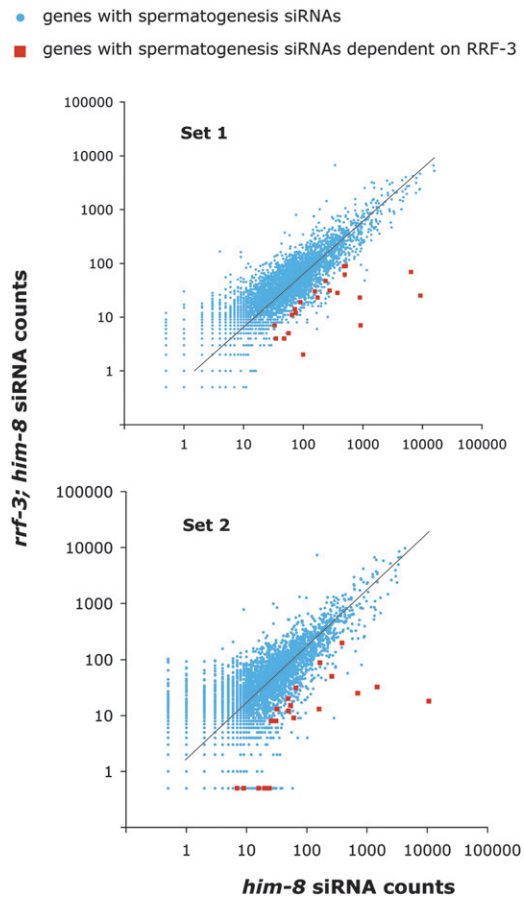 genes with spermatogenesis siRNAs
genes with spermatogenesis siRNAs dependent on RRF-3
Set 1
100000
10000
1000
100
10
1
1 10 100 1000 10000 100000
Set 2
100000
10000
1000
100
10
1
1 10 100 1000 10000 100000
rrf-3; him-8 siRNA counts
him-8 siRNA counts